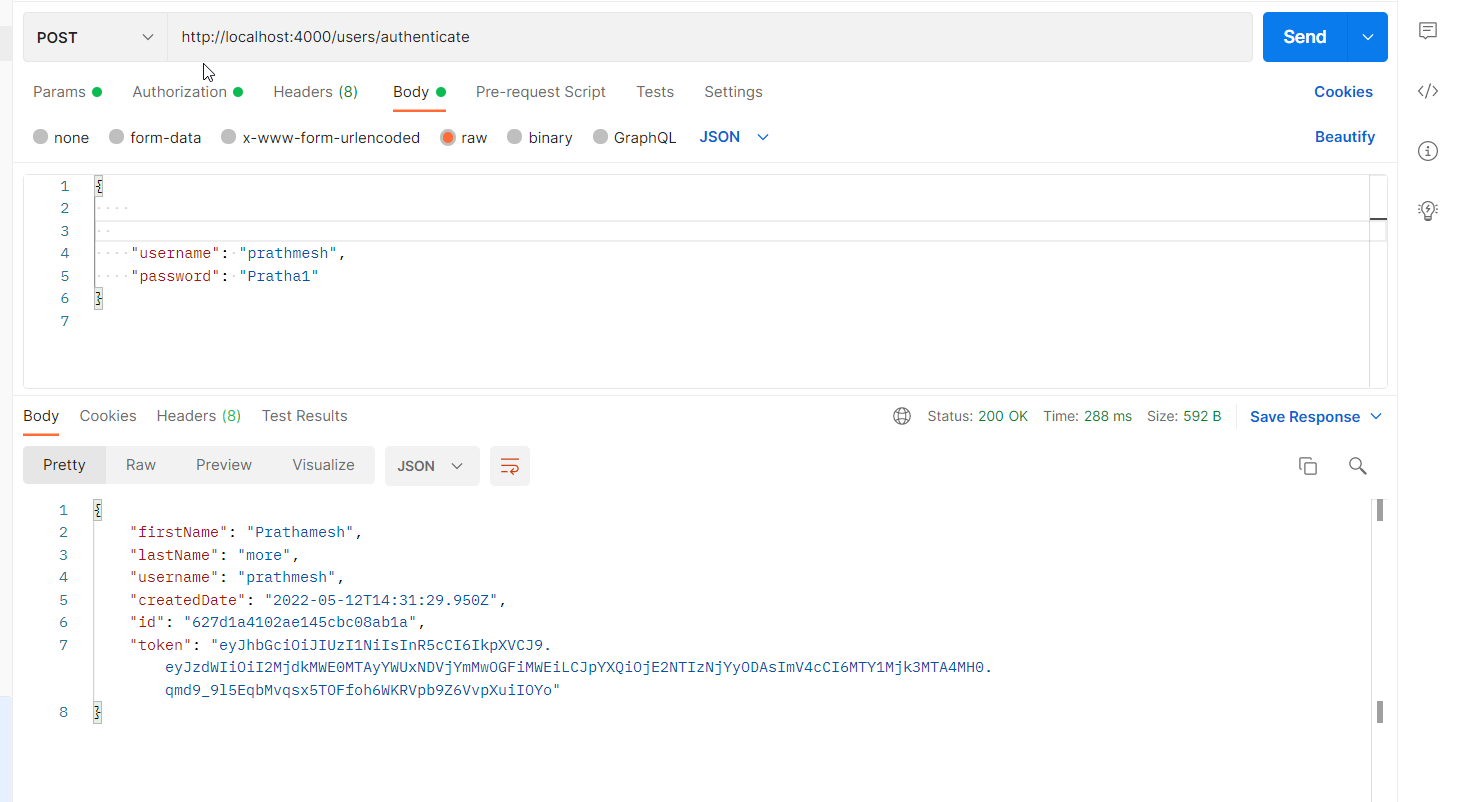 POST http://localhost:4000/users/authenticate Send
Params Authorization Headers (8) Body Pre-request Script Tests Settings Cookies
none form-data x-www-form-urlencoded raw binary GraphQL JSON Beautify
1 {
2
3
4 "username": "prathmesh",
5 "password": "Pratha1"
6 }
7
Body Cookies Headers (8) Test Results Status: 200 OK Time: 288 ms Size: 592 B Save Response
Pretty Raw Preview Visualize JSON
1 {
2 "firstName": "Prathamesh",
3 "lastName": "more",
4 "username": "prathmesh",
5 "createdDate": "2022-05-12T14:31:29.950Z",
6 "id": "627d1a4102ae145cbc08ab1a",
7 "token": "eyJhbGciOiJIUzI1NiIsInR5cCI6IkpXVCJ9.
eyJzdWIiOiI2MjdkMWE0MTAyYWUxNDVjYmMwOGFiMWEiLCJpYXQiOjE2NTIzNjYyODAsImV4cCI6MTY1Mjk3MTA4MH0.
qmd9_9l5EqbMvqsx5TOFfoh6WKRVpb9Z6VvpXuiIOYo"
8 }